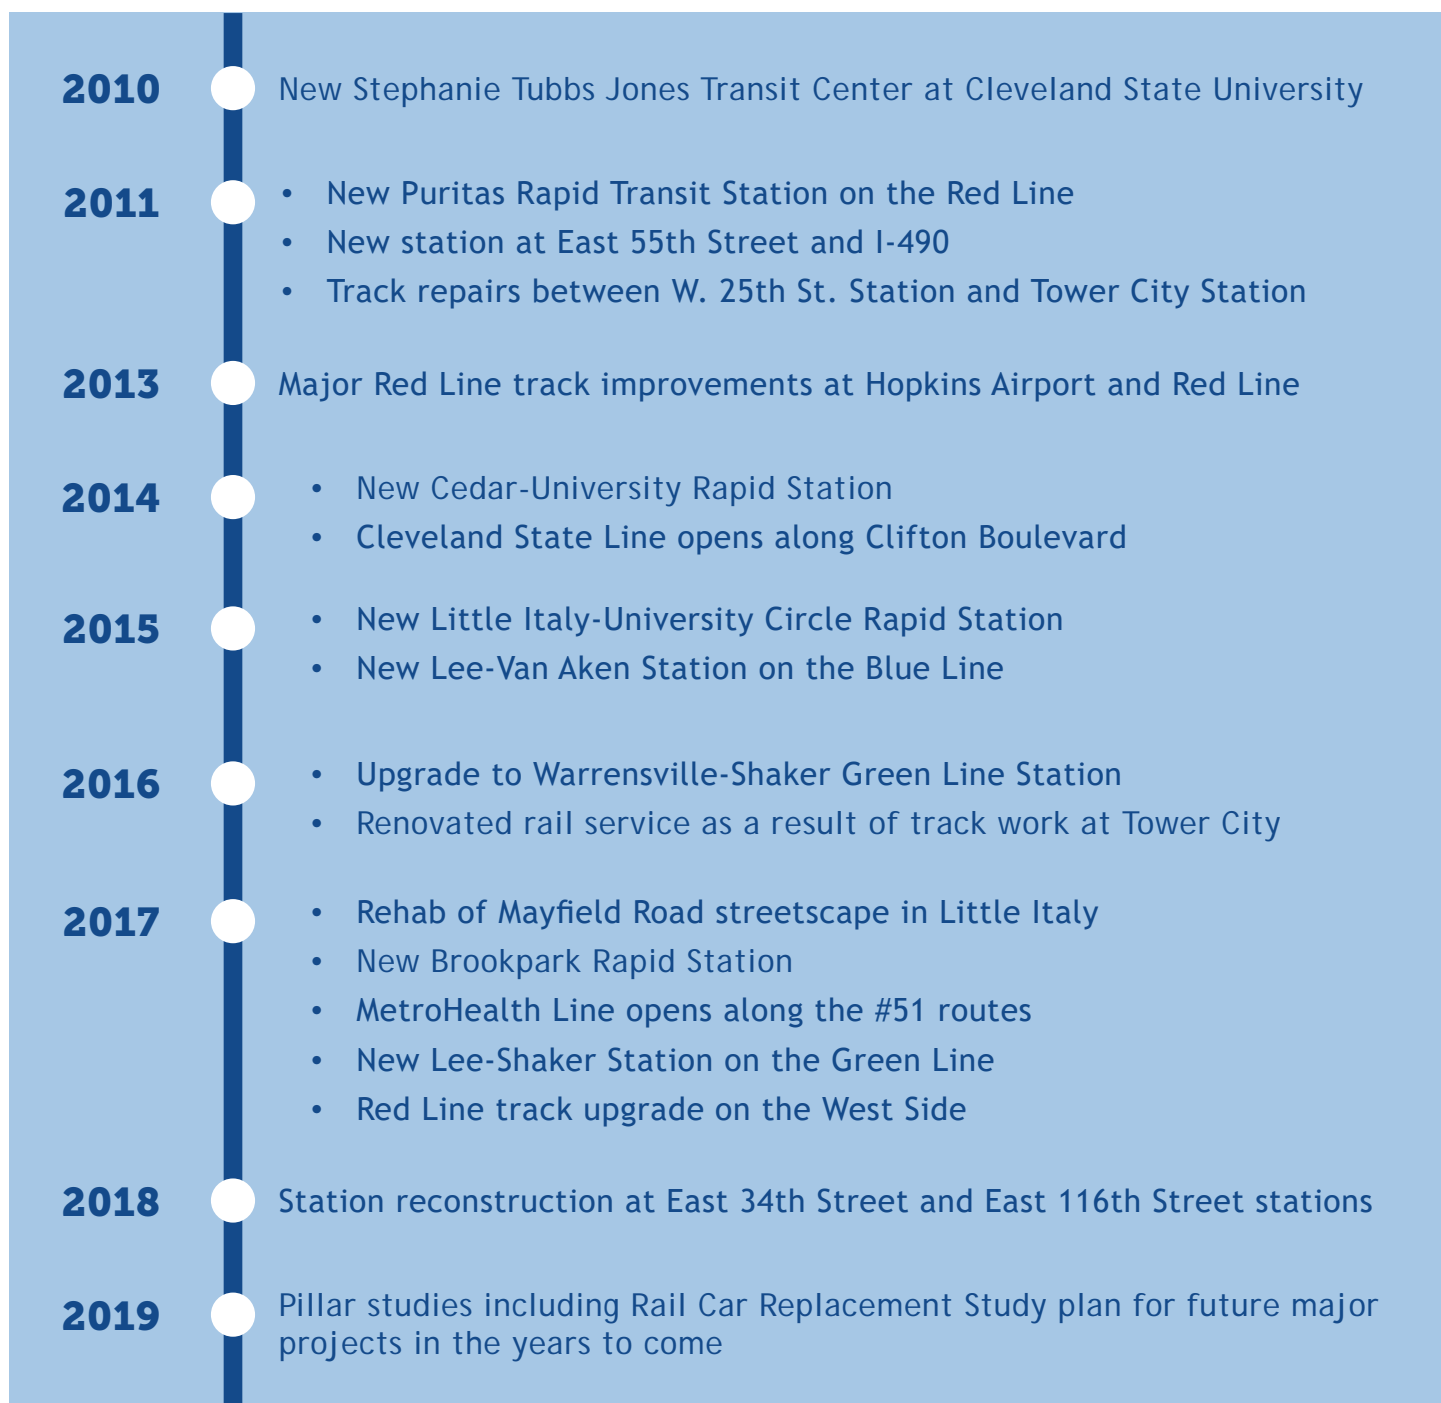 2010
New Stephanie Tubbs Jones Transit Center at Cleveland State University
2011
• New Puritas Rapid Transit Station on the Red Line
• New station at East 55th Street and I-490
• Track repairs between W. 25th St. Station and Tower City Station
2013
Major Red Line track improvements at Hopkins Airport and Red Line
2014
• New Cedar-University Rapid Station
• Cleveland State Line opens along Clifton Boulevard
2015
• New Little Italy-University Circle Rapid Station
• New Lee-Van Aken Station on the Blue Line
2016
• Upgrade to Warrensville-Shaker Green Line Station
• Renovated rail service as a result of track work at Tower City
2017
• Rehab of Mayfield Road streetscape in Little Italy
• New Brookpark Rapid Station
• MetroHealth Line opens along the #51 routes
• New Lee-Shaker Station on the Green Line
• Red Line track upgrade on the West Side
2018
Station reconstruction at East 34th Street and East 116th Street stations
2019
Pillar studies including Rail Car Replacement Study plan for future major
projects in the years to come